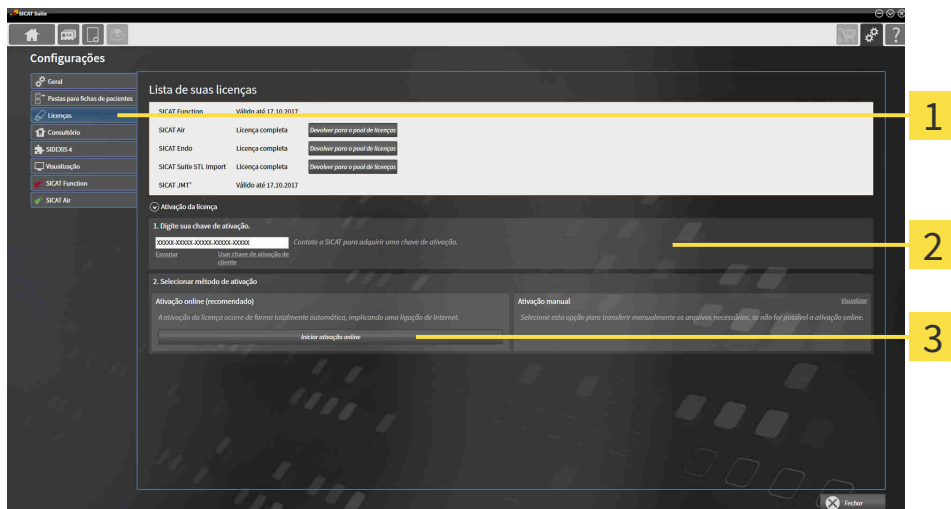 SICAT Suite
?
Configurações
Geral
Pastas para fichas de pacientes
Licenças
Consultório
SIDEXIS 4
Visualização
SICAT Function
SICAT Air
Lista de suas licenças
SICAT Function Válido até 17.10.2017
SICAT Air Licença completa Devolver para o pool de licenças
SICAT Endo Licença completa Devolver para o pool de licenças
SICAT Suite STL Import Licença completa Devolver para o pool de licenças
SICAT JMT⁺ Válido até 17.10.2017
Ativação da licença
1. Digite sua chave de ativação.
XXXXX-XXXXX-XXXXX-XXXXX-XXXXX Contate a SICAT para adquirir uma chave de ativação.
Esvaziar Usar chave de ativação de
cliente
2. Selecionar método de ativação
Ativação online (recomendado)
A ativação da licença ocorre de forma totalmente automática, implicando uma ligação de Internet.
Iniciar ativação online
Ativação manual Visualizar
Selecione esta opção para transferir manualmente os arquivos necessários, se não for possível a ativação online.
Fechar
1
2
3